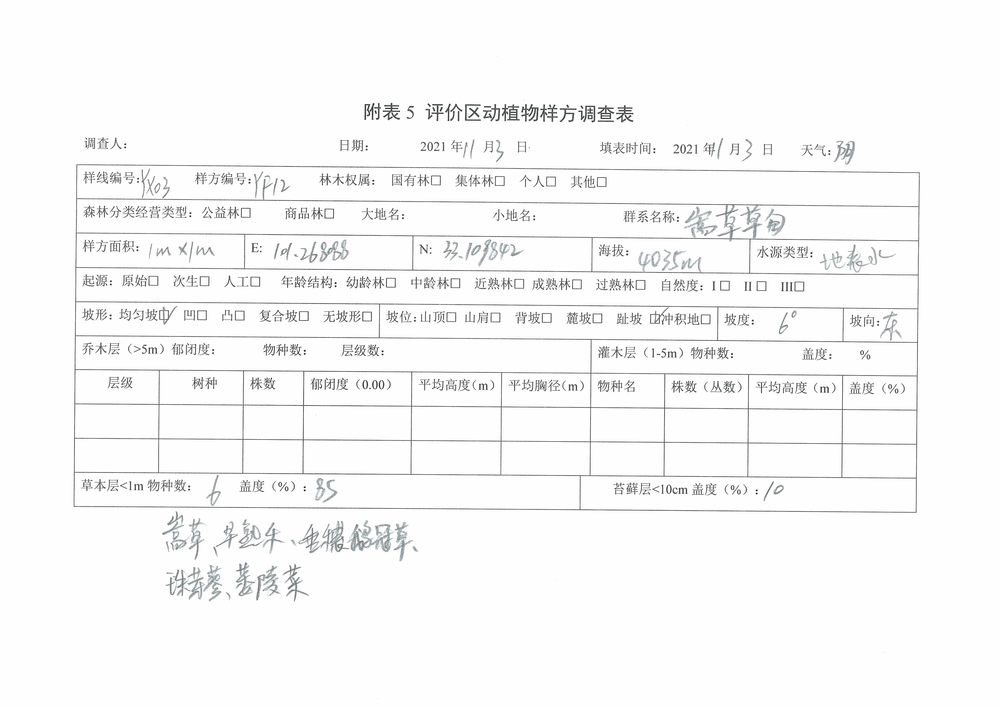 附表 5 评价区动植物样方调查表
调查人： 日期： 2021 年 11 月 3 日 填表时间： 2021 年 11 月 3 日 天气：阴
样线编号：YX03 样方编号：YF12 林木权属： 国有林□ 集体林□ 个人□ 其他□
森林分类经营类型：公益林□ 商品林□ 大地名： 小地名： 群系名称：嵩草草甸
样方面积：1m×1m E: 101.268088 N: 33.109842 海拔：4035m 水源类型：地表水
起源：原始□ 次生□ 人工□ 年龄结构：幼龄林□ 中龄林□ 近熟林□ 成熟林□ 过熟林□ 自然度：I □ II □ III□
坡形：均匀坡☑ 凹□ 凸□ 复合坡□ 无坡形□ 坡位：山顶□ 山肩□ 背坡□ 麓坡□ 趾坡 ☑冲积地□ 坡度： 6° 坡向：东
乔木层（>5m）郁闭度： 物种数： 层级数： 灌木层（1-5m）物种数： 盖度： %
层级 树种 株数 郁闭度（0.00） 平均高度（m） 平均胸径（m） 物种名 株数（丛数） 平均高度（m） 盖度（%）
草本层<1m 物种数： 6 盖度（%）：85 苔藓层<10cm 盖度（%）：10
嵩草、早熟禾、垂穗鹅冠草、
珠芽蓼、萎陵菜